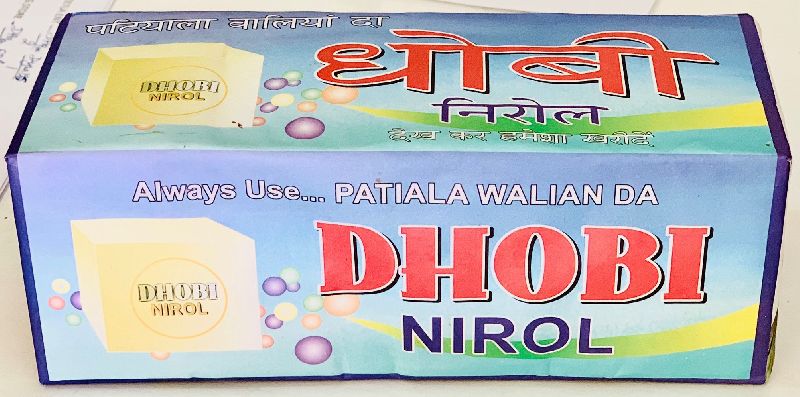 पटियाला वालियां दा
धोबी
निरोल
देख कर हमेशा खरीदें
DHOBI
NIROL
Always Use... PATIALA WALIAN DA
DHOBI
NIROL
DHOBI
NIROL